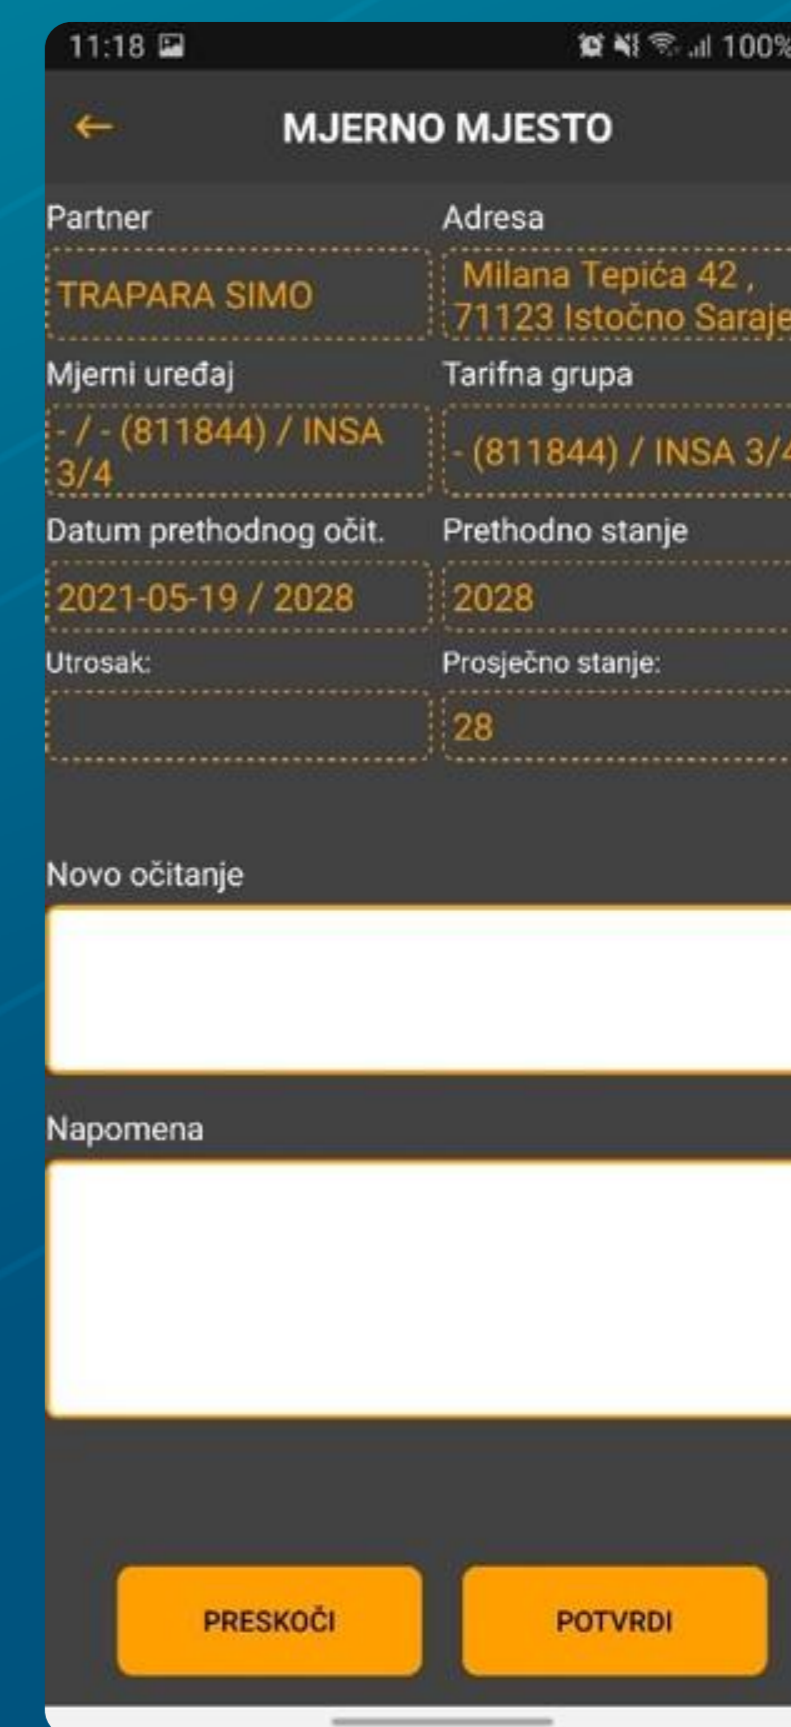 11:18 100%
MJERNO MJESTO
Partner Adresa
TRAPARA SIMO
Milana Tepića 42 ,
71123 Istočno Saraje
Mjerni uređaj Tarifna grupa
- / - (811844) / INSA
3/4
- (811844) / INSA 3/4
Datum prethodnog očit. Prethodno stanje
2021-05-19 / 2028 2028
Utrosak: Prosječno stanje:
28
Novo očitanje
Napomena
PRESKOČI POTVRDI